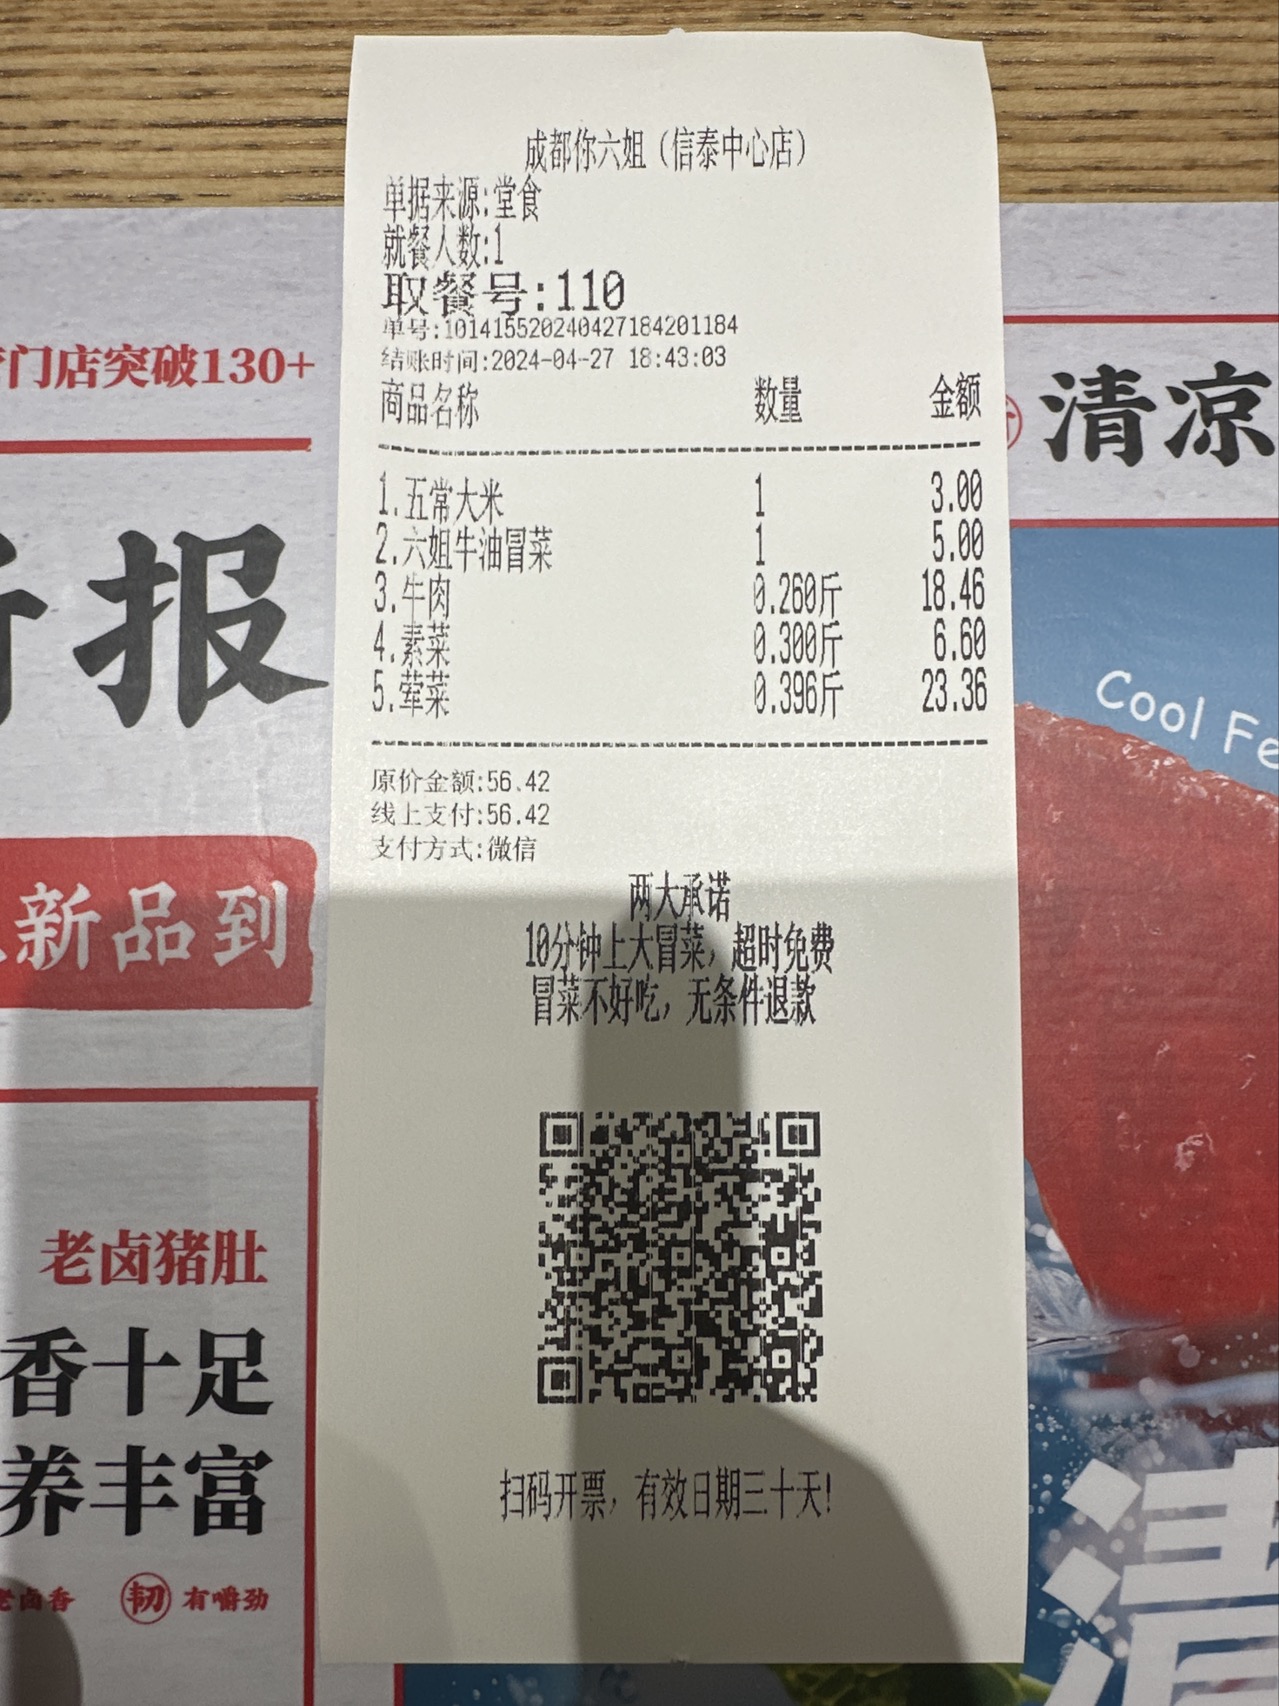 成都你六姐（信泰中心店）
单据来源:堂食
就餐人数:1
取餐号:110
单号:10141552024042718420​1184
结账时间:2024-04-27 18:43:03
商品名称 数量 金额
1.五常大米 1 3.00
2.六姐牛油冒菜 1 5.00
3.牛肉 0.260斤 18.46
4.素菜 0.300斤 6.60
5.荤菜 0.396斤 23.36
原价金额:56.42
线上支付:56.42
支付方式:微信
两大承诺
10分钟上大冒菜，超时免费
冒菜不好吃，无条件退款
扫码开票，有效日期三十天!
门店突破130+
报
新品到
老卤猪肚
香十足
养丰富
老卤香 韧 有嚼劲
清凉
Cool Fe
清